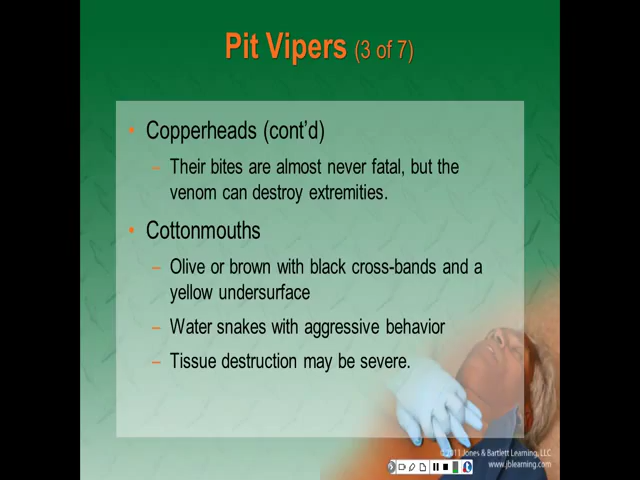 Pit Vipers (3 of 7)
• Copperheads (cont’d)
– Their bites are almost never fatal, but the
venom can destroy extremities.
• Cottonmouths
– Olive or brown with black cross-bands and a
yellow undersurface
– Water snakes with aggressive behavior
– Tissue destruction may be severe.
© 2011 Jones & Bartlett Learning, LLC
www.jblearning.com